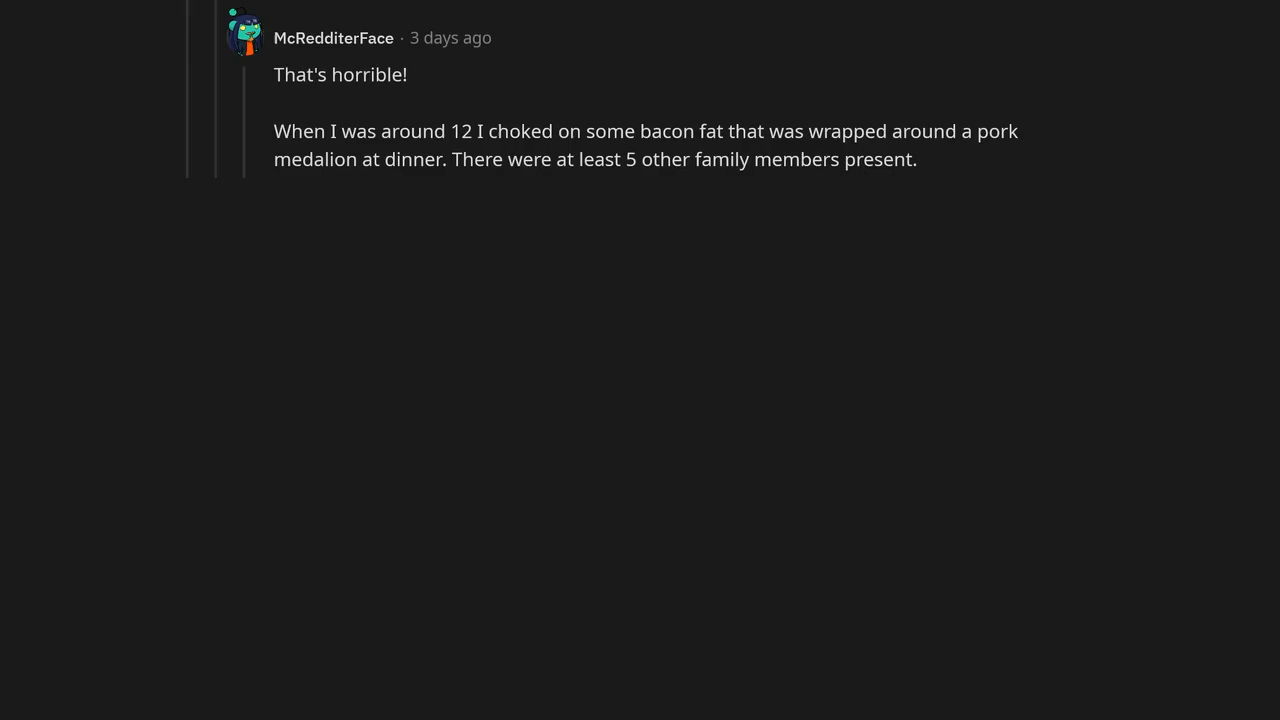 McRedditerFace · 3 days ago
That's horrible!
When I was around 12 I choked on some bacon fat that was wrapped around a pork
medalion at dinner. There were at least 5 other family members present.